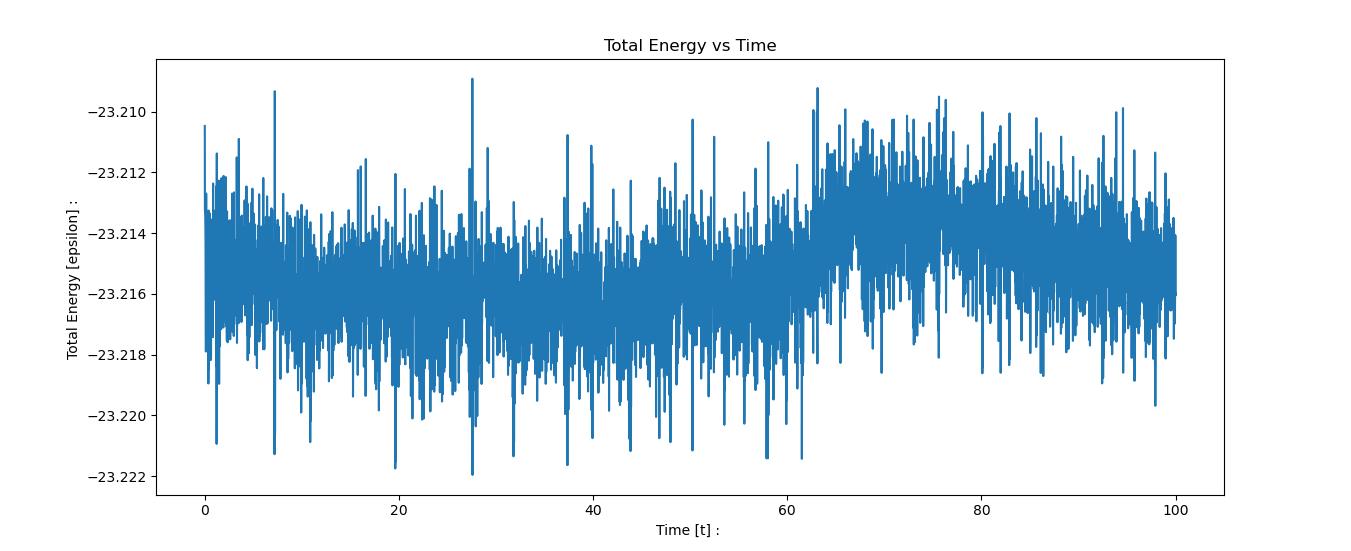 Total Energy vs Time
Total Energy [epsilon] :
−23.210
−23.212
−23.214
−23.216
−23.218
−23.220
−23.222
0 20 40 60 80 100
Time [t] :